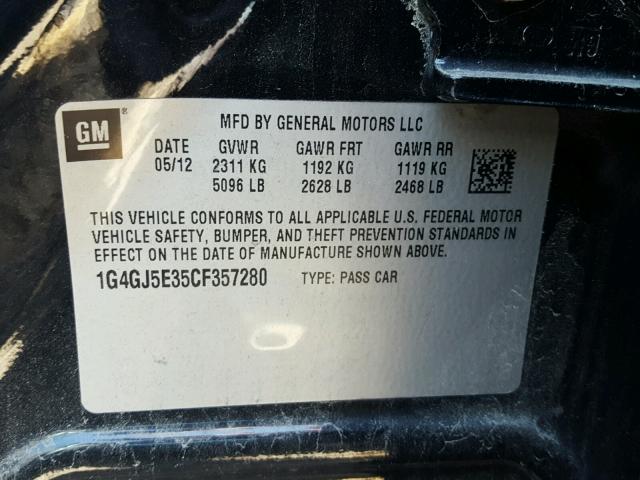 GM®
MFD BY GENERAL MOTORS LLC
DATE GVWR GAWR FRT GAWR RR
05/12 2311 KG 1192 KG 1119 KG
5096 LB 2628 LB 2468 LB
THIS VEHICLE CONFORMS TO ALL APPLICABLE U.S. FEDERAL MOTOR
VEHICLE SAFETY, BUMPER, AND THEFT PREVENTION STANDARDS IN
EFFECT ON THE DATE OF MANUFACTURE SHOWN ABOVE.
1G4GJ5E35CF357280 TYPE: PASS CAR